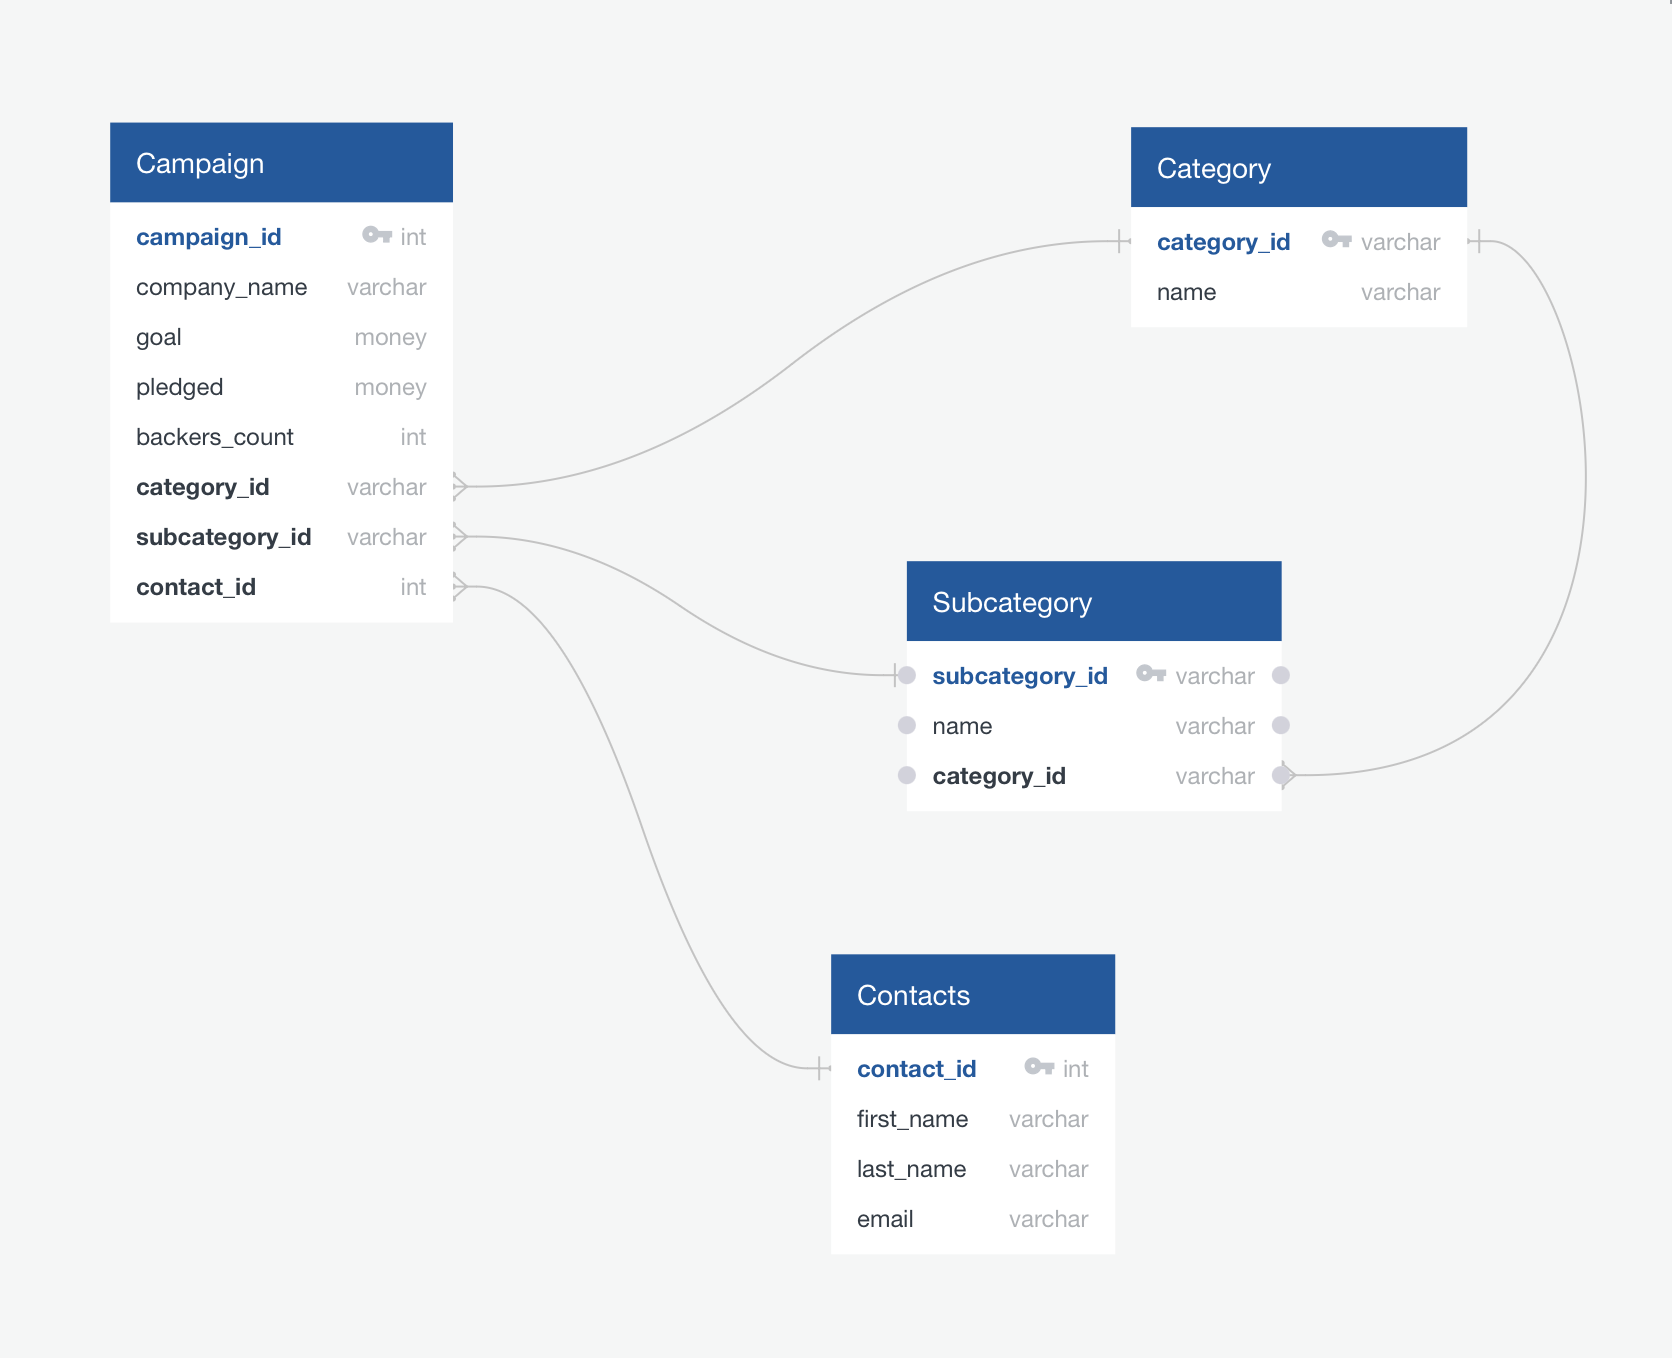 Campaign
campaign_id int
company_name varchar
goal money
pledged money
backers_count int
category_id varchar
subcategory_id varchar
contact_id int
Category
category_id varchar
name varchar
Subcategory
subcategory_id varchar
name varchar
category_id varchar
Contacts
contact_id int
first_name varchar
last_name varchar
email varchar